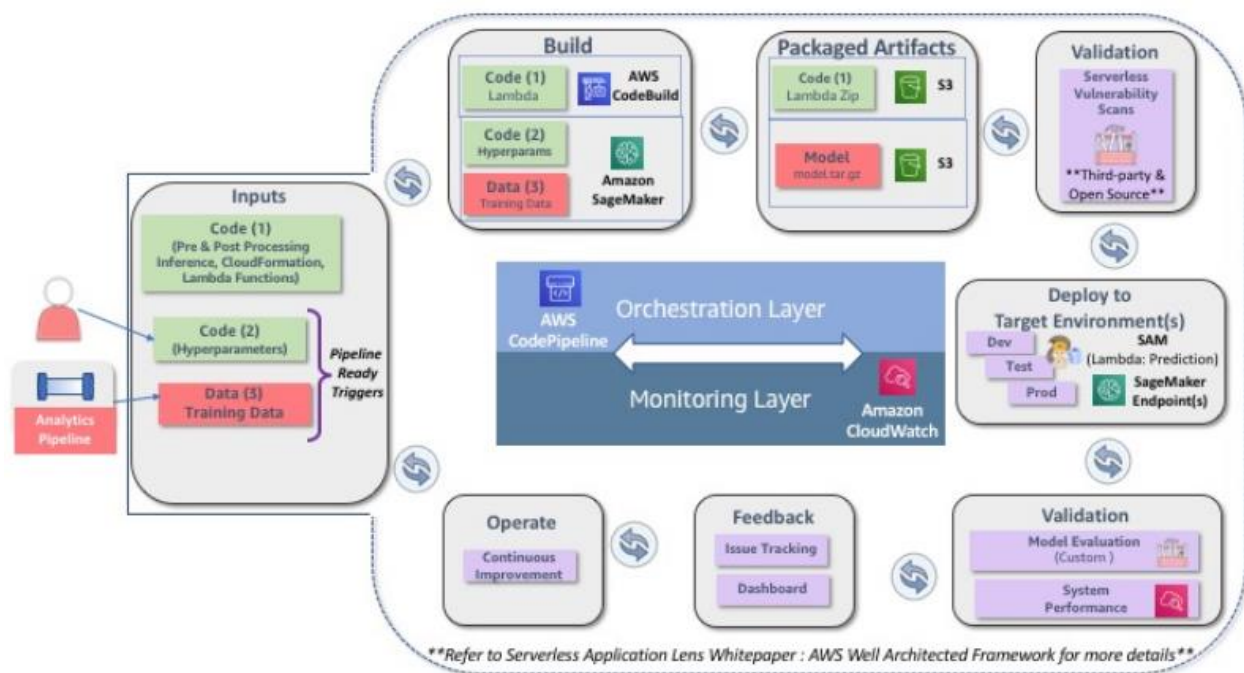 Inputs
Code (1)
(Pre & Post Processing
Inference, CloudFormation,
Lambda Functions)
Code (2)
(Hyperparameters)
Data (3)
Training Data
Pipeline
Ready
Triggers
Analytics
Pipeline
Build
Code (1)
Lambda
AWS
CodeBuild
Code (2)
Hyperparams
Data (3)
Training Data
Amazon
SageMaker
Packaged Artifacts
Code (1)
Lambda Zip
S3
Model
model.tar.gz
S3
Validation
Serverless
Vulnerability
Scans
**Third-party &
Open Source**
AWS
CodePipeline
Orchestration Layer
Monitoring Layer
Amazon
CloudWatch
Deploy to
Target Environment(s)
Dev
Test
Prod
SAM
(Lambda: Prediction)
SageMaker
Endpoint(s)
Validation
Model Evaluation
(Custom )
System
Performance
Feedback
Issue Tracking
Dashboard
Operate
Continuous
Improvement
**Refer to Serverless Application Lens Whitepaper : AWS Well Architected Framework for more details**